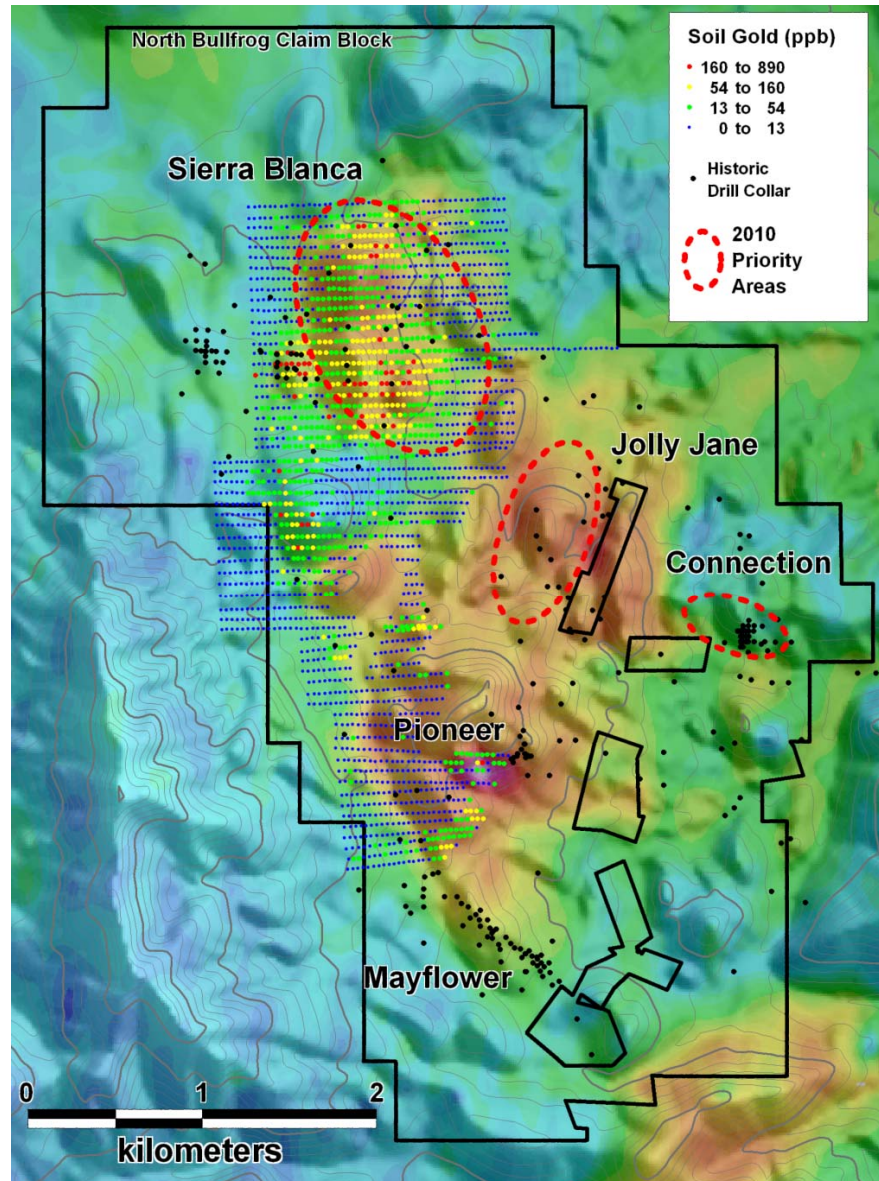 North Bullfrog Claim Block
Soil Gold (ppb)
160 to 890
54 to 160
13 to 54
0 to 13
Historic
Drill Collar
2010
Priority
Areas
Sierra Blanca
Jolly Jane
Connection
Pioneer
Mayflower
0 1 2
kilometers